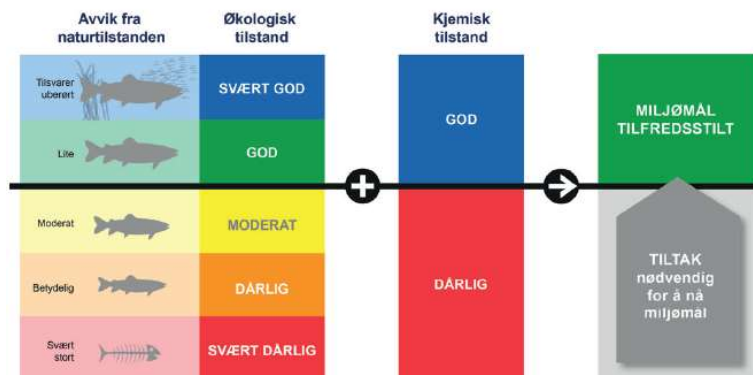 Avvik fra
naturtilstanden
Økologisk
tilstand
Kjemisk
tilstand
Tilsvarer
uberørt
SVÆRT GOD
Lite
GOD
GOD
MILJØMÅL
TILFREDSSTILT
Moderat
MODERAT
Betydelig
DÅRLIG
DÅRLIG
Svært
stort
SVÆRT DÅRLIG
TILTAK
nødvendig
for å nå
miljømål